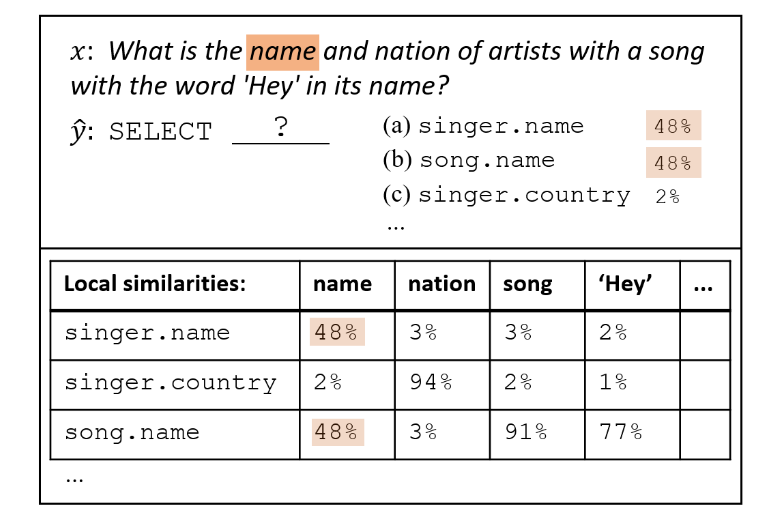 x: What is the name and nation of artists with a song
with the word 'Hey' in its name?
ŷ: SELECT ? (a) singer.name 48%
(b) song.name 48%
(c) singer.country 2%
...
Local similarities: name nation song ‘Hey’ ...
singer.name 48% 3% 3% 2%
singer.country 2% 94% 2% 1%
song.name 48% 3% 91% 77%
...